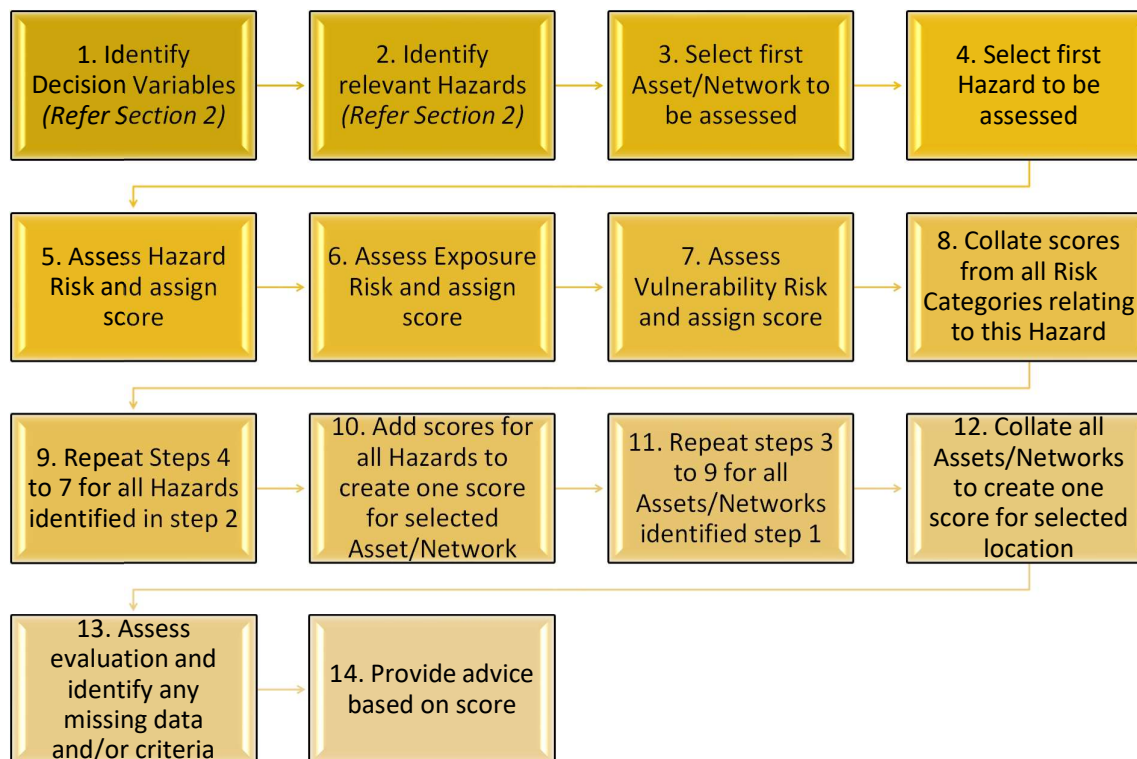 1. Identify
Decision Variables
(Refer Section 2)
2. Identify
relevant Hazards
(Refer Section 2)
3. Select first
Asset/Network to
be assessed
4. Select first
Hazard to be
assessed
5. Assess Hazard
Risk and assign
score
6. Assess Exposure
Risk and assign
score
7. Assess
Vulnerability Risk
and assign score
8. Collate scores
from all Risk
Categories relating
to this Hazard
9. Repeat Steps 4
to 7 for all Hazards
identified in step 2
10. Add scores for
all Hazards to
create one score
for selected
Asset/Network
11. Repeat steps 3
to 9 for all
Assets/Networks
identified step 1
12. Collate all
Assets/Networks
to create one
score for selected
location
13. Assess
evaluation and
identify any
missing data
and/or criteria
14. Provide advice
based on score